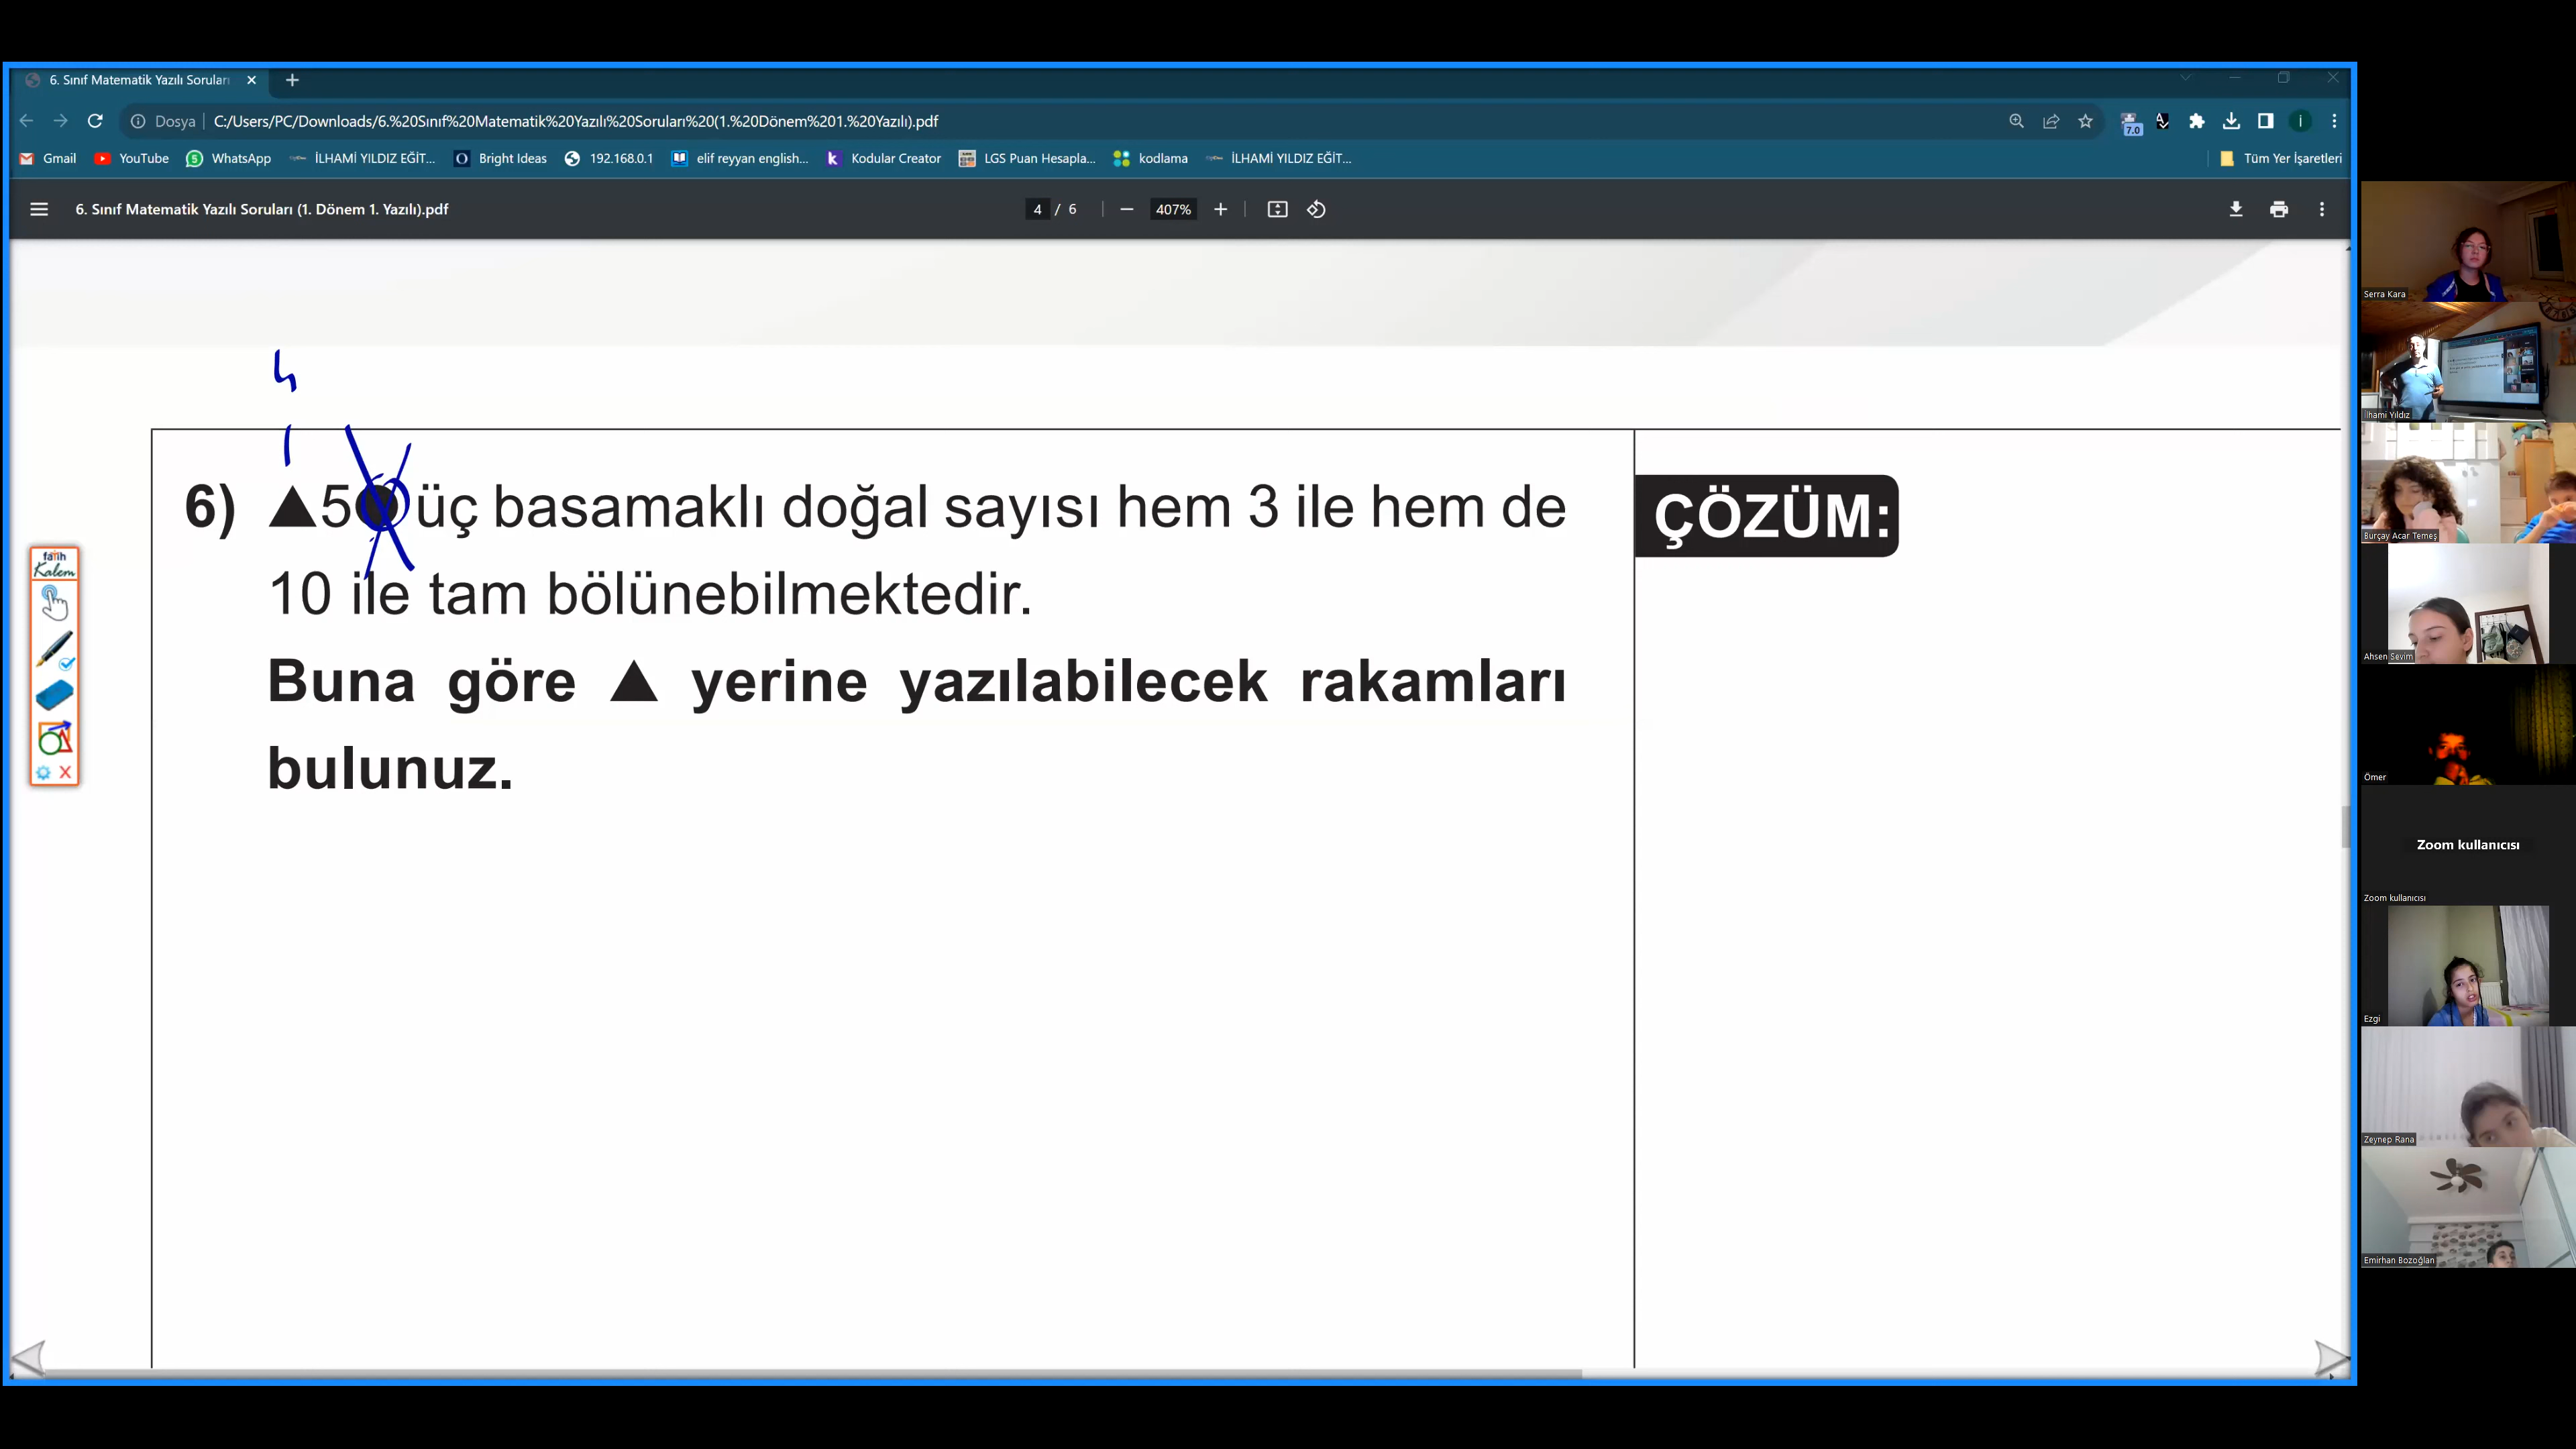 6. Sınıf Matematik Yazılı Soruları
Dosya C:/Users/PC/Downloads/6.%20Sınıf%20Matematik%20Yazılı%20Soruları%20(1.%20Dönem%201.%20Yazılı).pdf
7.0
i
Gmail YouTube WhatsApp İLHAMİ YILDIZ EĞİT... Bright Ideas 192.168.0.1 elif reyyan english... Kodular Creator LGS Puan Hesapla... kodlama İLHAMİ YILDIZ EĞİT... Tüm Yer İşaretleri
6. Sınıf Matematik Yazılı Soruları (1. Dönem 1. Yazılı).pdf 4 / 6 407%
4
1
6) ▲5● üç basamaklı doğal sayısı hem 3 ile hem de
10 ile tam bölünebilmektedir.
Buna göre ▲ yerine yazılabilecek rakamları
bulunuz.
ÇÖZÜM:
fatih
Kalem
Serra Kara
İlhami Yıldız
Burçay Acar Temeş
Ahsen Sevim
Ömer
Zoom kullanıcısı
Zoom kullanıcısı
Ezgi
Zeynep Rana
Emirhan Bozoğlan